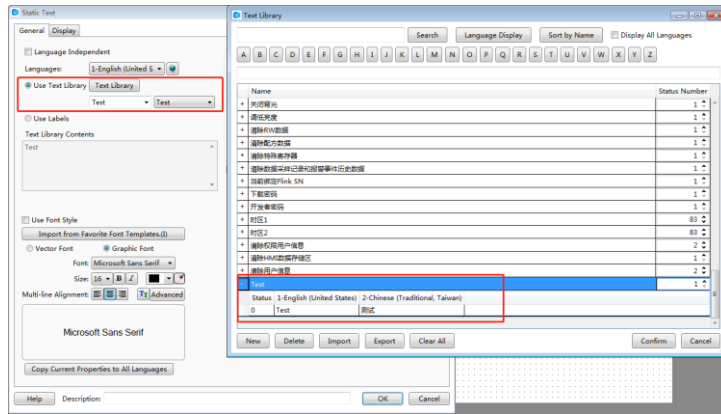 Static Text
General Display
Language Independent
Languages: 1-English (United S
Use Text Library Text Library
Test Test
Use Labels
Text Library Contents
Test
Use Font Style
Import from Favorite Font Templates.(I)
Vector Font Graphic Font
Font: Microsoft Sans Serif
Size: 16 B I
Multi-line Alignment: Advanced
Microsoft Sans Serif
Copy Current Properties to All Languages
Help Description: OK Cancel
Text Library
Search Language Display Sort by Name Display All Languages
A B C D E F G H I J K L M N O P Q R S T U V W X Y Z
Name Status Number
+ 关闭背光 1
+ 调低亮度 1
+ 清除RW数据 1
+ 清除配方数据 1
+ 清除特殊寄存器 1
+ 清除数据采样记录和报警事件历史数据 1
+ 当前绑定Flink SN 1
+ 下载密码 1
+ 开发者密码 1
+ 时区1 83
+ 时区2 83
+ 清除权限用户信息 2
+ 清除HMI数据存储区 1
+ 清除用户信息 2
- Test 1
Status 1-English (United States) 2-Chinese (Traditional, Taiwan)
0 Test 测试
New Delete Import Export Clear All Confirm Cancel